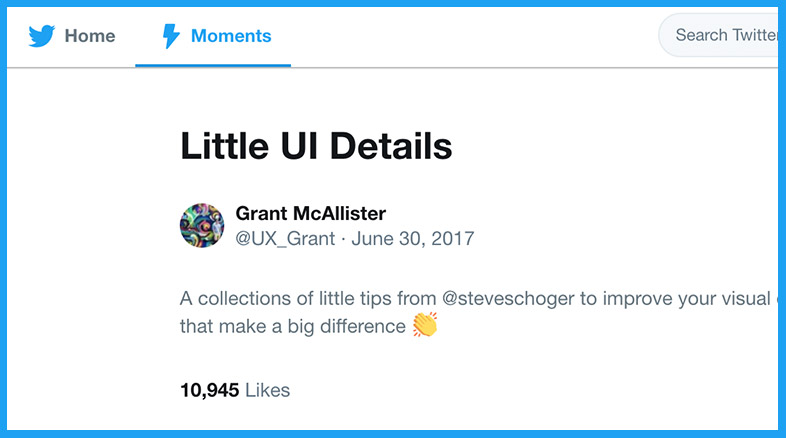 Home Moments Search Twitter
Little UI Details
Grant McAllister
@UX_Grant · June 30, 2017
A collections of little tips from @steveschoger to improve your visual
that make a big difference 👏
10,945 Likes